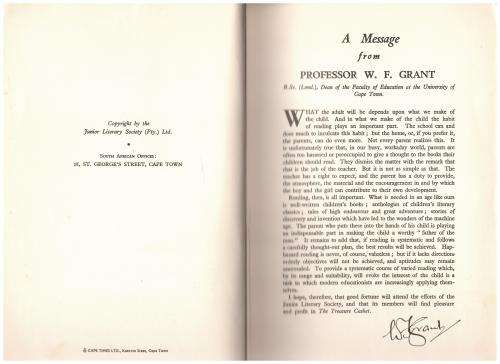 Copyright by the
Junior Literary Society (Pty.) Ltd.
*
SOUTH AFRICAN OFFICES:
28, ST. GEORGE'S STREET, CAPE TOWN
CAPE TIMES LTD., KEEROM STREET, CAPE TOWN
A Message
from
PROFESSOR W. F. GRANT
B.Sc. (Lond.), Dean of the Faculty of Education at the University of
Cape Town.
WHAT the adult will be depends upon what we make of
the child. And in what we make of the child the habit
of reading plays an important part. The school can and
does much to inculcate this habit; but the home, or, if you prefer it,
the parents, can do even more. Not every parent realizes this. It
is unfortunately true that, in our busy, workaday world, parents are
often too harassed or preoccupied to give a thought to the books their
children should read. They dismiss the matter with the remark that
that is the job of the teacher. But it is not as simple as that. The
teacher has a right to expect, and the parent has a duty to provide,
the atmosphere, the material and the encouragement in and by which
the boy and the girl can contribute to their own development.
Reading, then, is all important. What is needed in an age like ours
is well-written children's books; anthologies of children's literary
classics; tales of high endeavour and great adventure; stories of
discovery and invention which have led to the wonders of the machine
age. The parent who puts these into the hands of his child is playing
an indispensable part in making the child a worthy "father of the
man." It remains to add that, if reading is systematic and follows
a carefully thought-out plan, the best results will be achieved. Hap-
hazard reading is never, of course, valueless; but if it lacks direction
orderly objectives will not be achieved, and aptitudes may remain
unrevealed. To provide a systematic course of varied reading which,
by its range and suitability, will evoke the interest of the child is a
task to which modern educationists are increasingly applying them-
selves.
I hope, therefore, that good fortune will attend the efforts of the
Junior Literary Society, and that its members will find pleasure
and profit in The Treasure Casket.
W F Grant